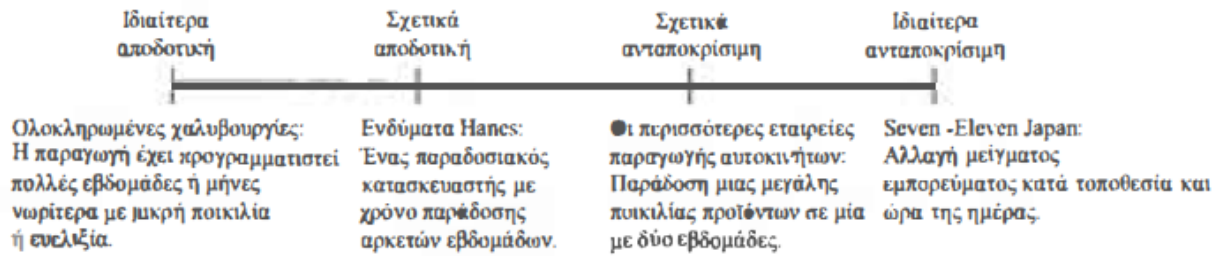 Ιδιαίτερα
αποδοτική
Σχετικά
αποδοτική
Σχετικά
ανταποκρίσιμη
Ιδιαίτερα
ανταποκρίσιμη
Ολοκληρωμένες χαλυβουργίες:
Η παραγωγή έχει προγραμματιστεί
πολλές εβδομάδες ή μήνες
νωρίτερα με μικρή ποικιλία
ή ευελιξία.
Ενδύματα Hanes:
Ένας παραδοσιακός
κατασκευαστής με
χρόνο παράδοσης
αρκετών εβδομάδων.
Οι περισσότερες εταιρείες
παραγωγής αυτοκινήτων:
Παράδοση μιας μεγάλης
ποικιλίας προϊόντων σε μία
με δύο εβδομάδες.
Seven -Eleven Japan:
Αλλαγή μείγματος
εμπορεύματος κατά τοποθεσία και
ώρα της ημέρας.